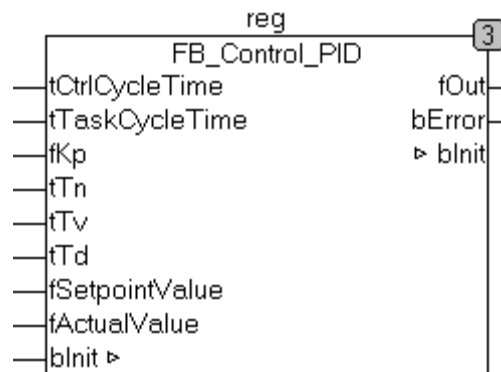 reg
3
FB_Control_PID
tCtrlCycleTime fOut
tTaskCycleTime bError
fKp bInit
tTn
tTv
tTd
fSetpointValue
fActualValue
bInit